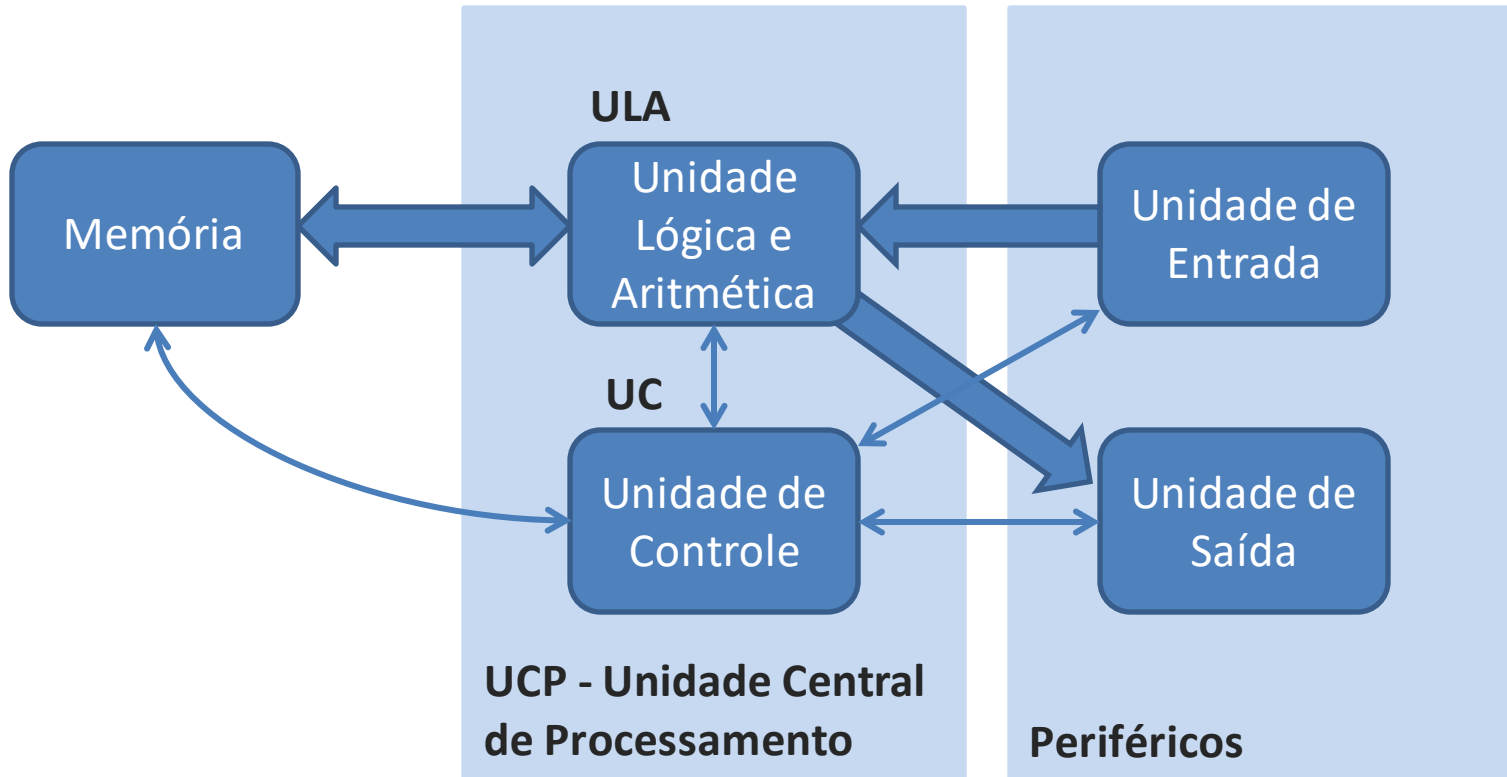 Memória
ULA
Unidade
Lógica e
Aritmética
UC
Unidade de
Controle
UCP - Unidade Central
de Processamento
Unidade de
Entrada
Unidade de
Saída
Periféricos